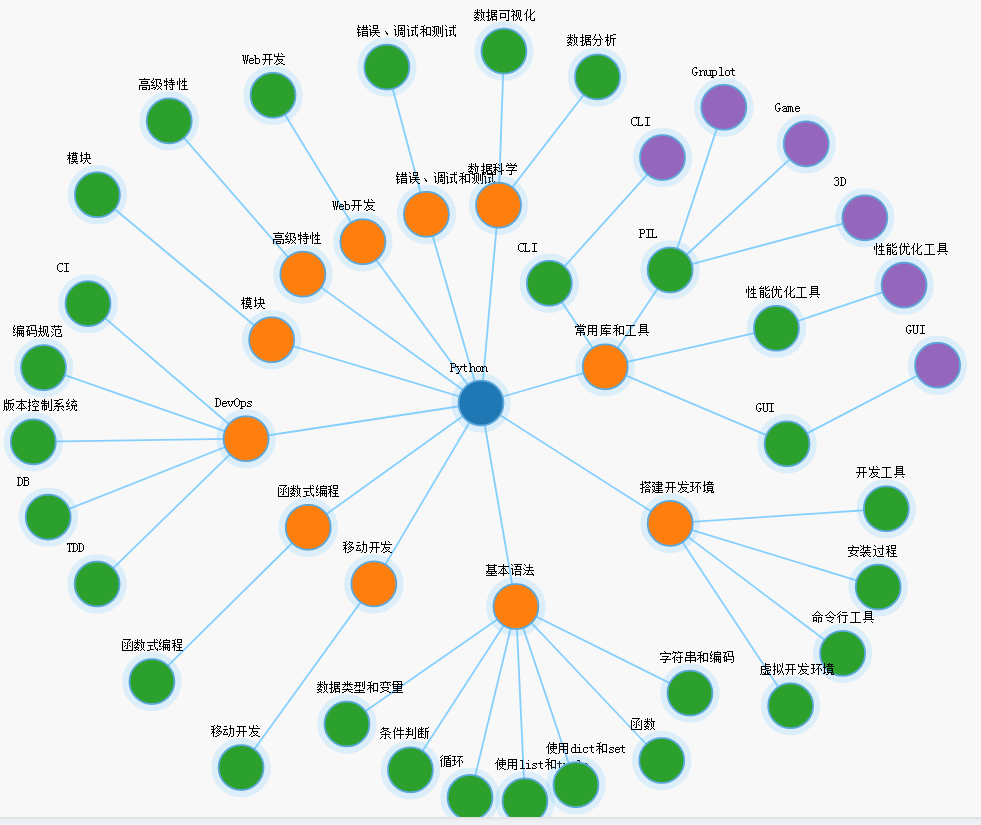 数据可视化
错误、调试和测试
数据分析
Web开发
Gnuplot
高级特性
Game
CLI
模块
数据科学
错误、调试和测试
3D
Web开发
PIL
高级特性
CLI
性能优化工具
CI
性能优化工具
模块
编码规范
常用库和工具
GUI
Python
DevOps
版本控制系统
GUI
开发工具
DB
函数式编程
搭建开发环境
TDD
移动开发
安装过程
基本语法
命令行工具
函数式编程
字符串和编码
虚拟开发环境
数据类型和变量
函数
移动开发
条件判断
使用dict和set
循环
使用list和